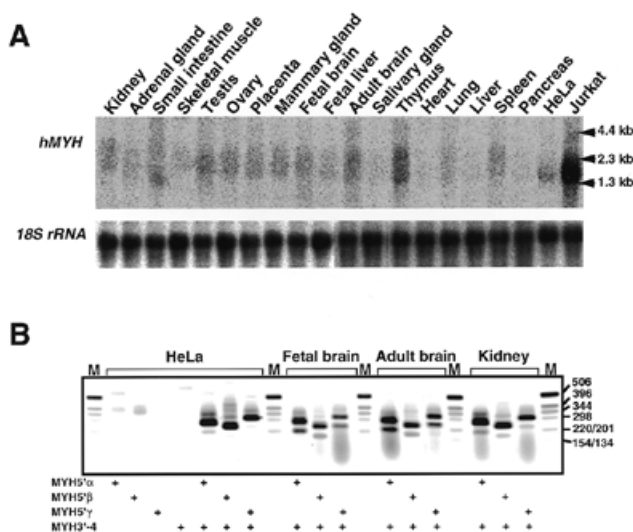 A
Kidney
Adrenal gland
Small intestine
Skeletal muscle
Testis
Ovary
Placenta
Mammary gland
Fetal brain
Fetal liver
Adult brain
Salivary gland
Thymus
Heart
Lung
Liver
Spleen
Pancreas
HeLa
Jurkat
hMYH
4.4 kb
2.3 kb
1.3 kb
18S rRNA
B
M HeLa M Fetal brain M Adult brain M Kidney M
506
396
344
298
220/201
154/134
MYH5'α + + + + +
MYH5'β + + + + +
MYH5'γ + + + + +
MYH3'-4 + + + + + + + + + + + + +